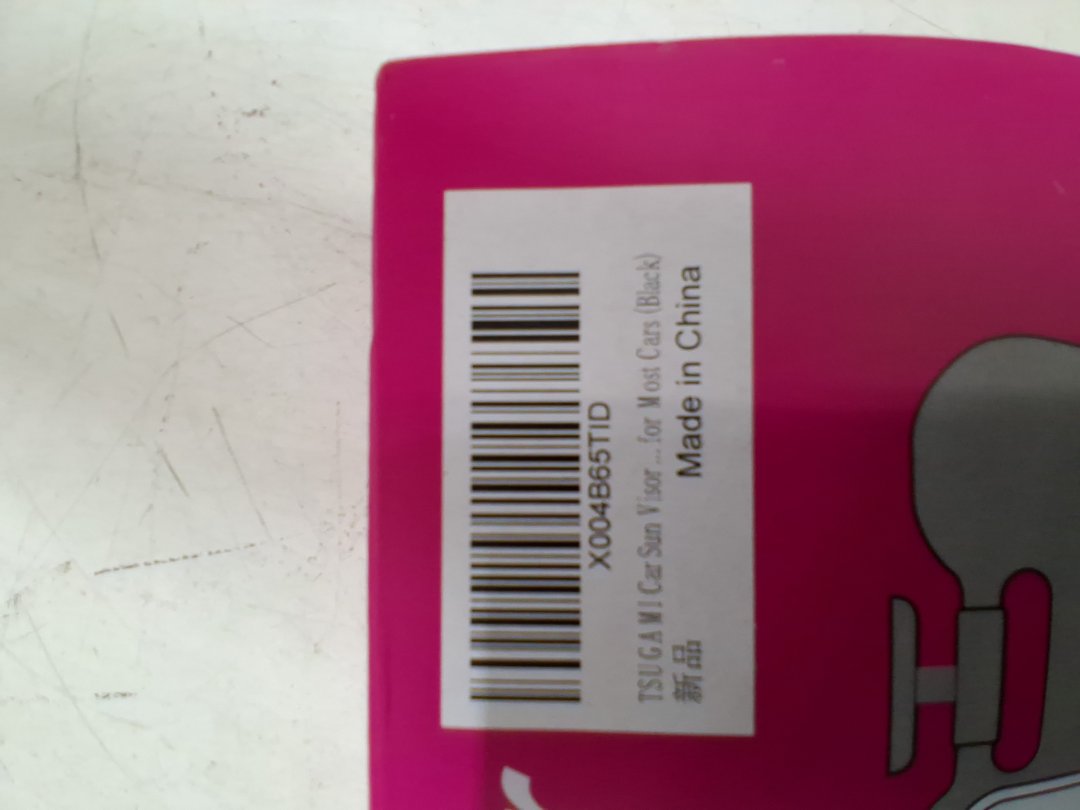 X004B65TID
TSUGAMI Car Sun Visor ... for Most Cars (Black)
新品
Made in China